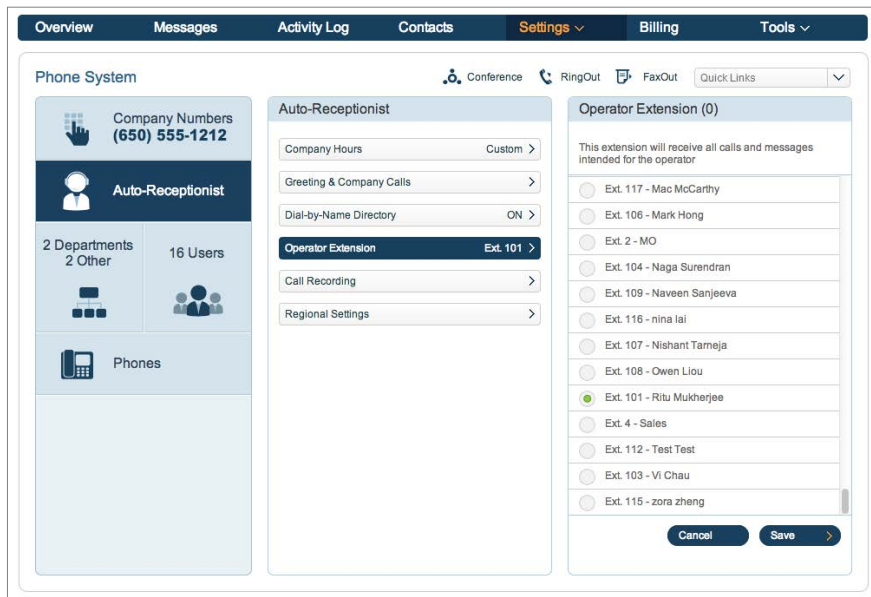 Overview Messages Activity Log Contacts Settings Billing Tools
Phone System
Conference RingOut FaxOut Quick Links
Company Numbers
(650) 555-1212
Auto-Receptionist
2 Departments
2 Other
16 Users
Phones
Auto-Receptionist
Company Hours Custom
Greeting & Company Calls
Dial-by-Name Directory ON
Operator Extension Ext. 101
Call Recording
Regional Settings
Operator Extension (0)
This extension will receive all calls and messages
intended for the operator
Ext. 117 - Mac McCarthy
Ext. 106 - Mark Hong
Ext. 2 - MO
Ext. 104 - Naga Surendran
Ext. 109 - Naveen Sanjeeva
Ext. 116 - nina lai
Ext. 107 - Nishant Tarneja
Ext. 108 - Owen Liou
Ext. 101 - Ritu Mukherjee
Ext. 4 - Sales
Ext. 112 - Test Test
Ext. 103 - Vi Chau
Ext. 115 - zora zheng
Cancel Save